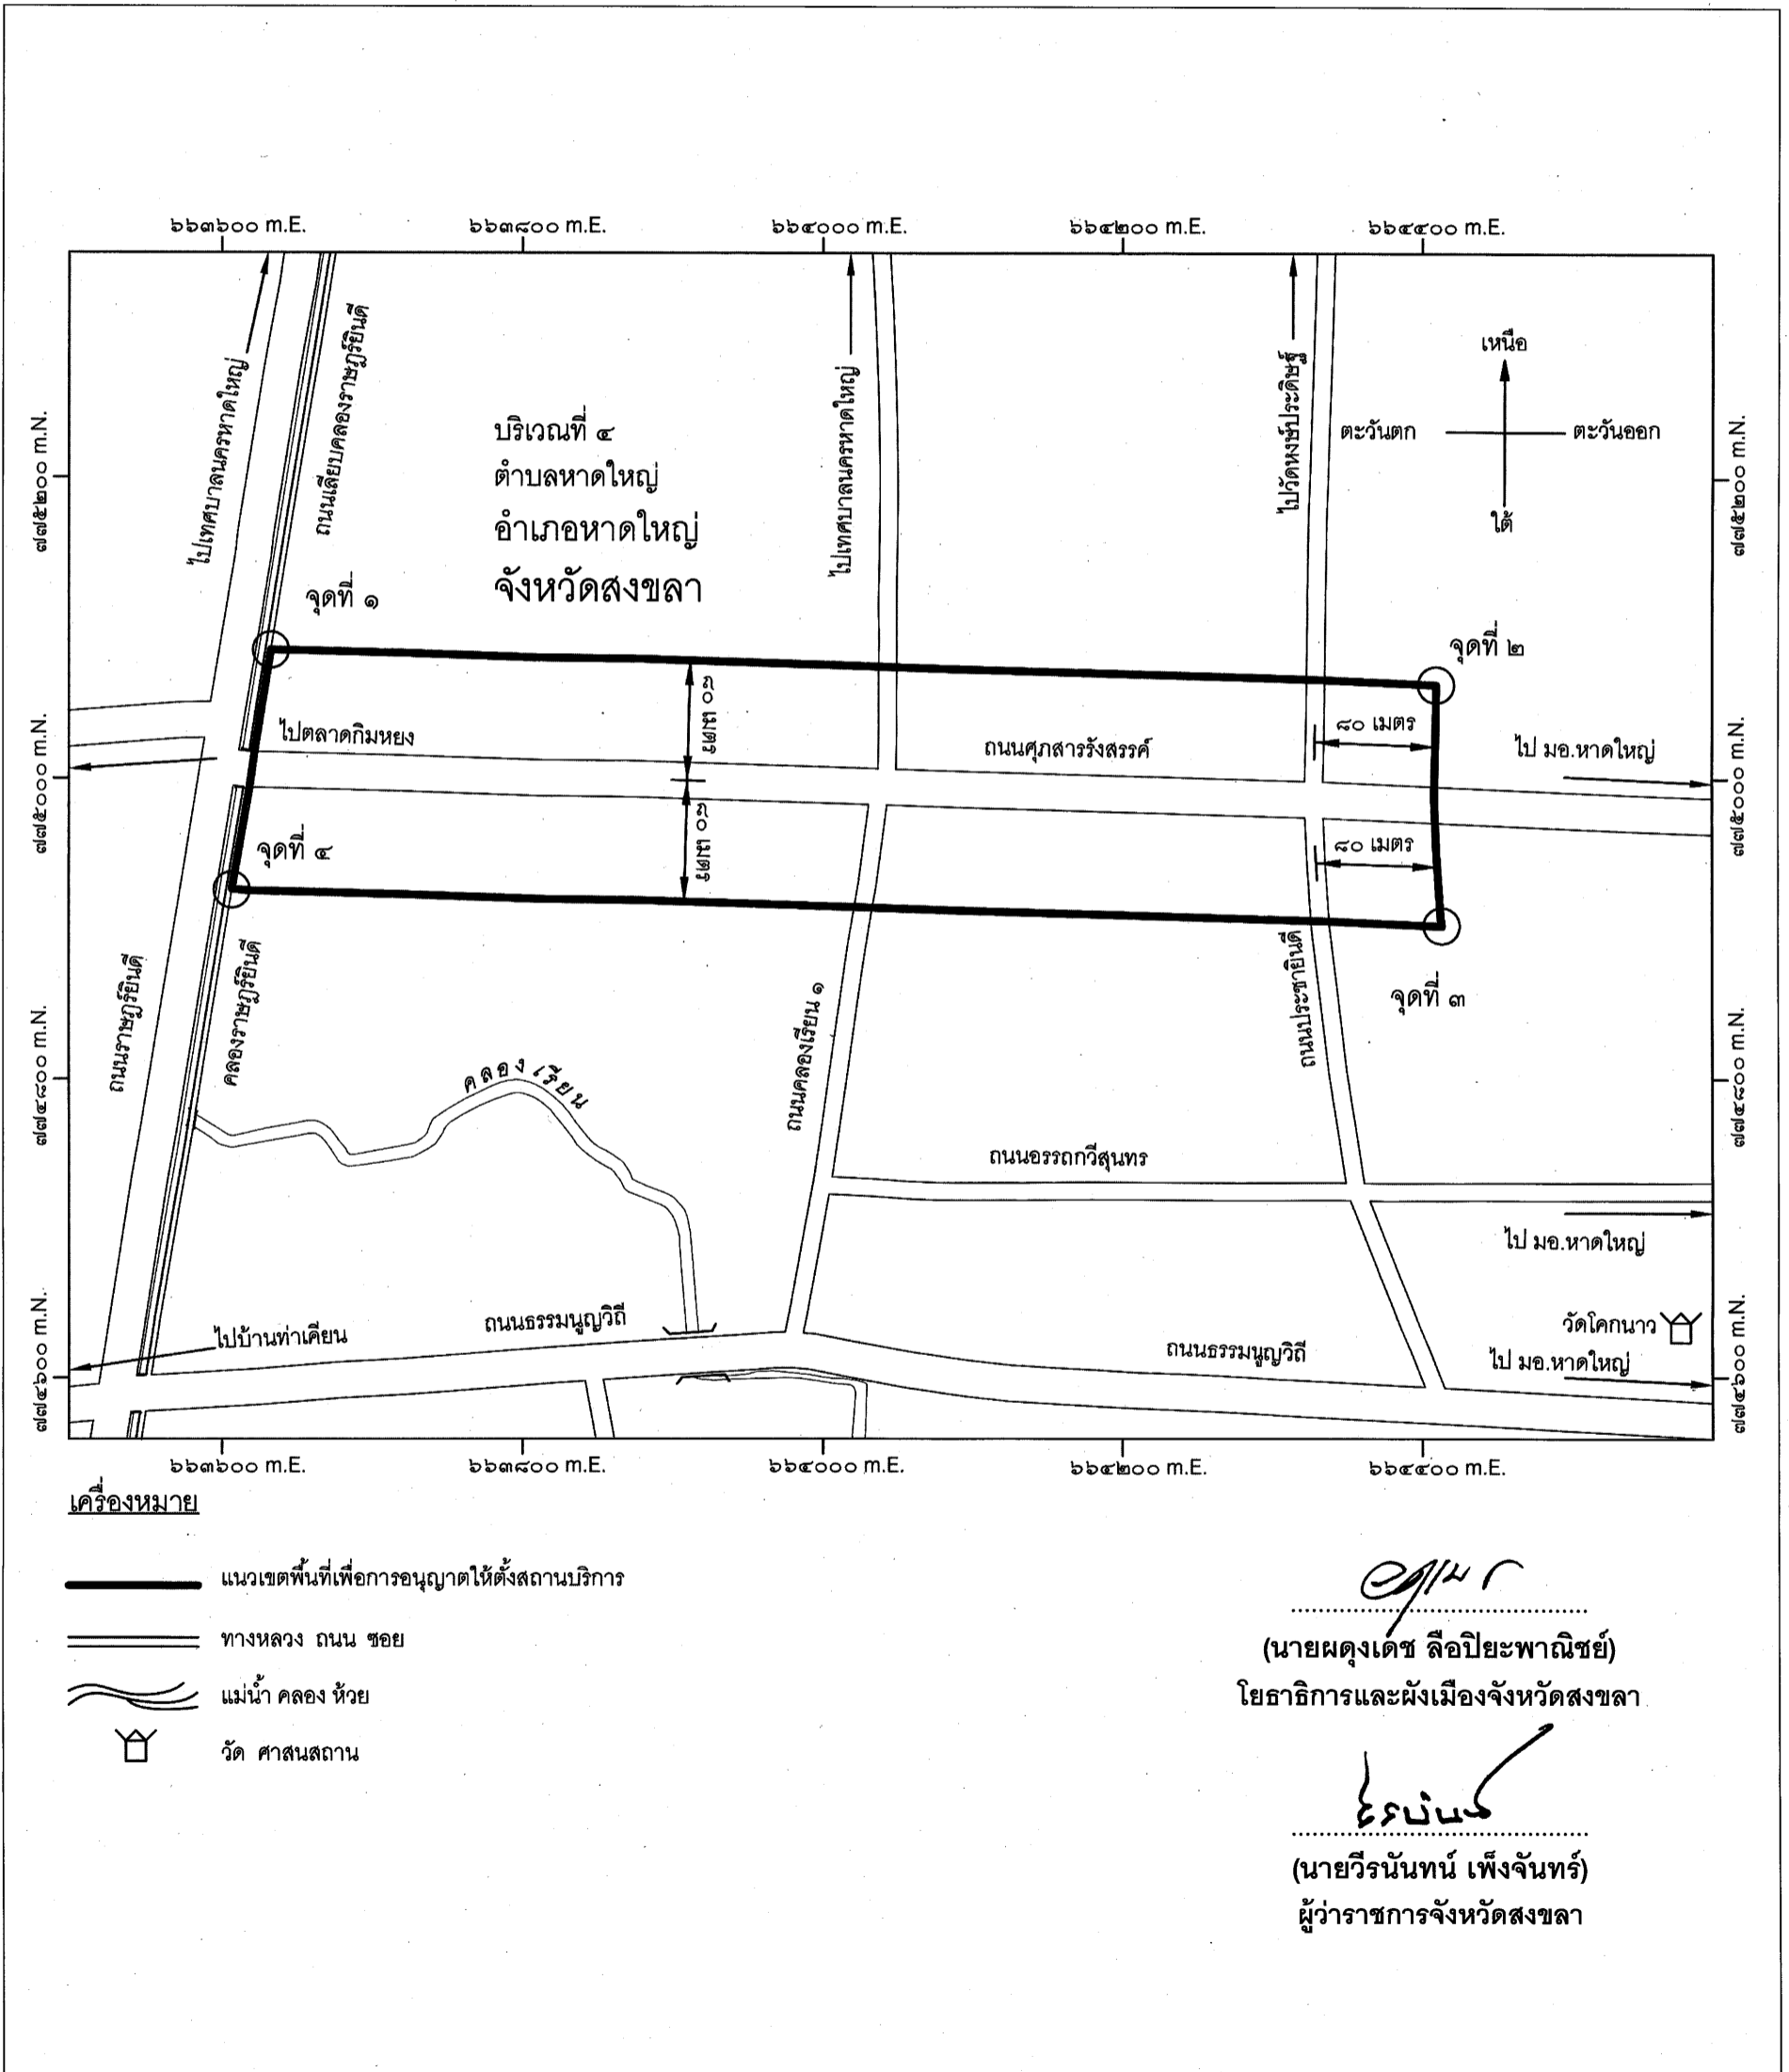 ๖๖๓๖๐๐ m.E.
๖๖๓๘๐๐ m.E.
๖๖๔๐๐๐ m.E.
๖๖๔๒๐๐ m.E.
๖๖๔๔๐๐ m.E.
๗๗๕๒๐๐ m.N.
๗๗๕๐๐๐ m.N.
๗๗๔๘๐๐ m.N.
๗๗๔๖๐๐ m.N.
ไปเทศบาลนครหาดใหญ่
ถนนเลียบคลองราษฎร์ยินดี
บริเวณที่ ๔
ตำบลหาดใหญ่
อำเภอหาดใหญ่
จังหวัดสงขลา
ไปเทศบาลนครหาดใหญ่
ไปวัดหงษ์ประดิษฐ์
เหนือ
ตะวันตก
ตะวันออก
ใต้
จุดที่ ๑
จุดที่ ๒
๘๐ เมตร
ไปตลาดกิมหยง
ถนนศุภสารรังสรรค์
๘๐ เมตร
ไป มอ.หาดใหญ่
๘๐ เมตร
๘๐ เมตร
จุดที่ ๔
จุดที่ ๓
ถนนราษฎร์ยินดี
คลองราษฎร์ยินดี
คลองเรียน
ถนนคลองเรียน ๑
ถนนประชายินดี
ถนนอรรถกวีสุนทร
ไป มอ.หาดใหญ่
ไปบ้านท่าเคียน
ถนนธรรมนูญวิถี
ถนนธรรมนูญวิถี
วัดโคกนาว
ไป มอ.หาดใหญ่
๗๗๕๒๐๐ m.N.
๗๗๕๐๐๐ m.N.
๗๗๔๘๐๐ m.N.
๗๗๔๖๐๐ m.N.
๖๖๓๖๐๐ m.E.
๖๖๓๘๐๐ m.E.
๖๖๔๐๐๐ m.E.
๖๖๔๒๐๐ m.E.
๖๖๔๔๐๐ m.E.
เครื่องหมาย
แนวเขตพื้นที่เพื่อการอนุญาตให้ตั้งสถานบริการ
ทางหลวง ถนน ซอย
แม่น้ำ คลอง ห้วย
วัด ศาสนสถาน
(นายผดุงเดช ลือปิยะพาณิชย์)
โยธาธิการและผังเมืองจังหวัดสงขลา
(นายวีรนันทน์ เพ็งจันทร์)
ผู้ว่าราชการจังหวัดสงขลา